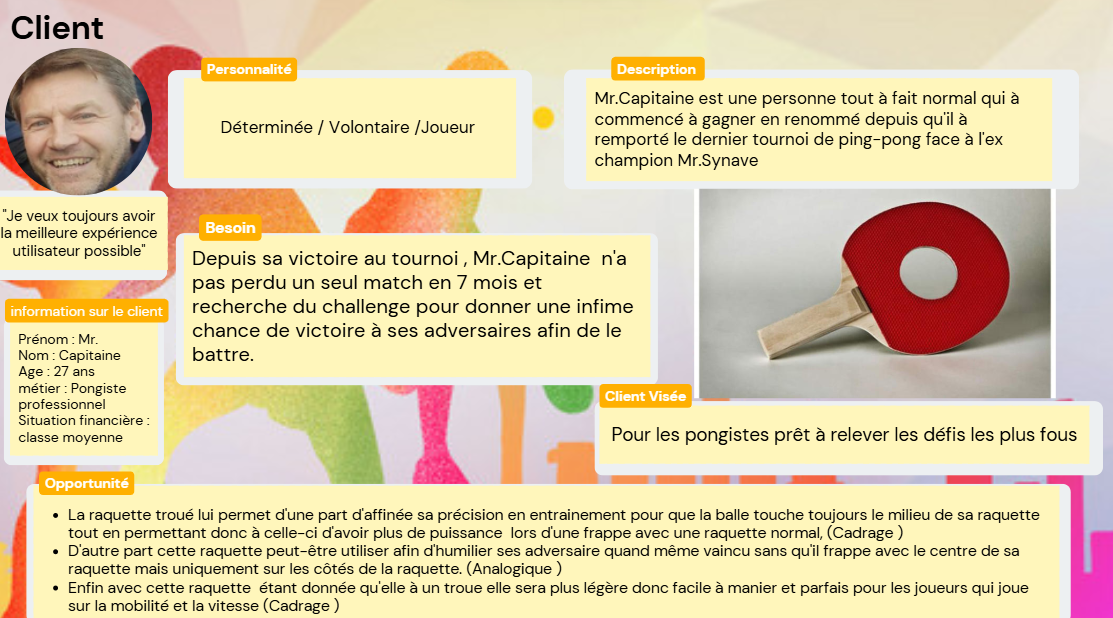 Client
Personnalité
Déterminée / Volontaire /Joueur
Description
Mr.Capitaine est une personne tout à fait normal qui à
commencé à gagner en renommé depuis qu'il à
remporté le dernier tournoi de ping-pong face à l'ex
champion Mr.Synave
"Je veux toujours avoir
la meilleure expérience
utilisateur possible"
Besoin
Depuis sa victoire au tournoi , Mr.Capitaine  n'a
pas perdu un seul match en 7 mois et
recherche du challenge pour donner une infime
chance de victoire à ses adversaires afin de le
battre.
information sur le client
Prénom : Mr.
Nom : Capitaine
Age : 27 ans
métier : Pongiste
professionnel
Situation financière :
classe moyenne
Client Visée
Pour les pongistes prêt à relever les défis les plus fous
Opportunité
• La raquette troué lui permet d'une part d'affinée sa précision en entrainement pour que la balle touche toujours le milieu de sa raquette
tout en permettant donc à celle-ci d'avoir plus de puissance  lors d'une frappe avec une raquette normal, (Cadrage )
• D'autre part cette raquette peut-être utiliser afin d'humilier ses adversaire quand même vaincu sans qu'il frappe avec le centre de sa
raquette mais uniquement sur les côtés de la raquette. (Analogique )
• Enfin avec cette raquette  étant donnée qu'elle à un troue elle sera plus légère donc facile à manier et parfais pour les joueurs qui joue
sur la mobilité et la vitesse (Cadrage )